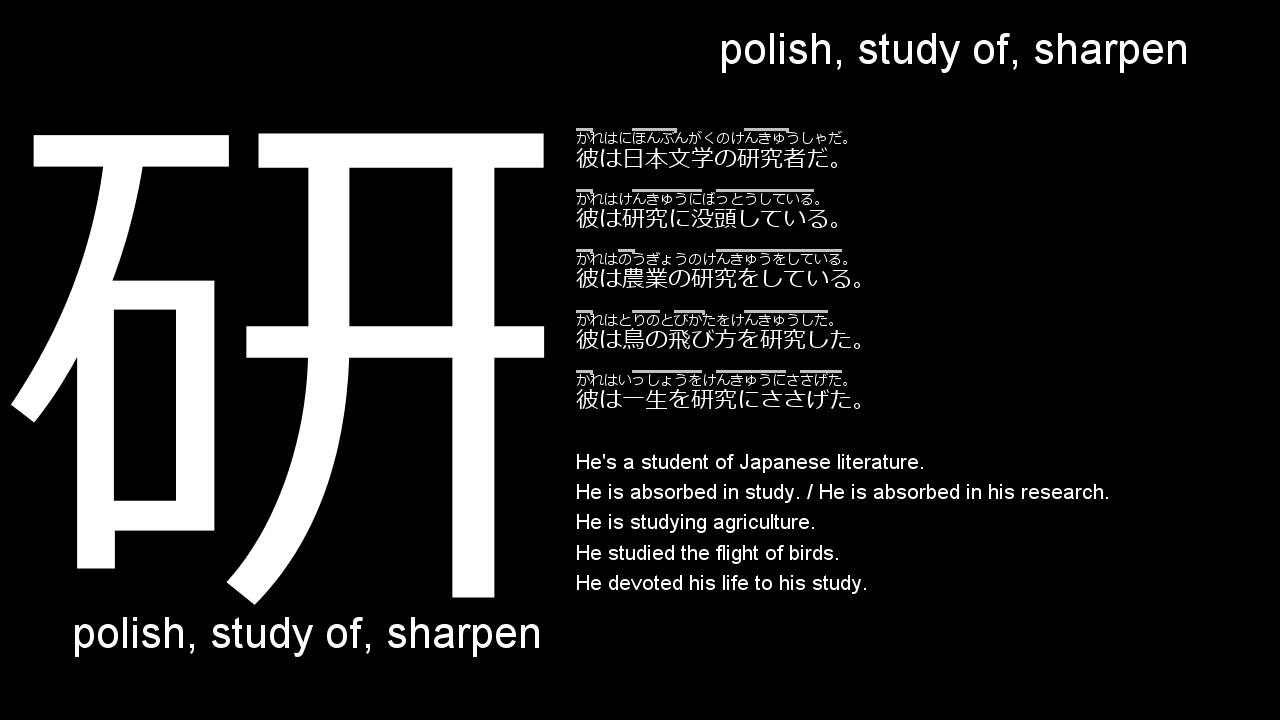 polish, study of, sharpen
研
かれはにほんぶんがくのけんきゅうしゃだ。
彼は日本文学の研究者だ。
かれはけんきゅうにぼっとうしている。
彼は研究に没頭している。
かれはのうぎょうのけんきゅうをしている。
彼は農業の研究をしている。
かれはとりのとびかたをけんきゅうした。
彼は鳥の飛び方を研究した。
かれはいっしょうをけんきゅうにささげた。
彼は一生を研究にささげた。
He's a student of Japanese literature.
He is absorbed in study. / He is absorbed in his research.
He is studying agriculture.
He studied the flight of birds.
He devoted his life to his study.
polish, study of, sharpen